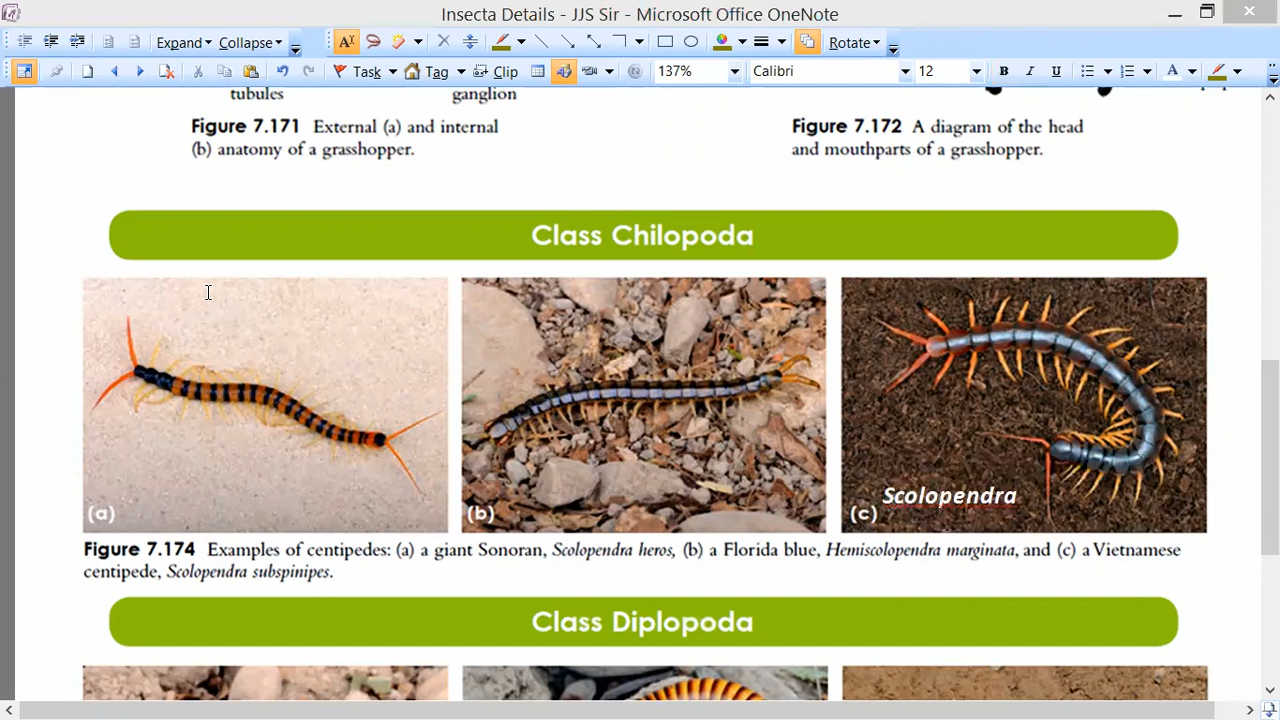 Insecta Details - JJS Sir - Microsoft Office OneNote
Expand Collapse Rotate
Task Tag Clip 137% Calibri 12 B I U A
tubules ganglion
Figure 7.171 External (a) and internal
(b) anatomy of a grasshopper.
Figure 7.172 A diagram of the head
and mouthparts of a grasshopper.
Class Chilopoda
(a)
(b)
(c) Scolopendra
Figure 7.174 Examples of centipedes: (a) a giant Sonoran, Scolopendra heros, (b) a Florida blue, Hemiscolopendra marginata, and (c) a Vietnamese
centipede, Scolopendra subspinipes.
Class Diplopoda